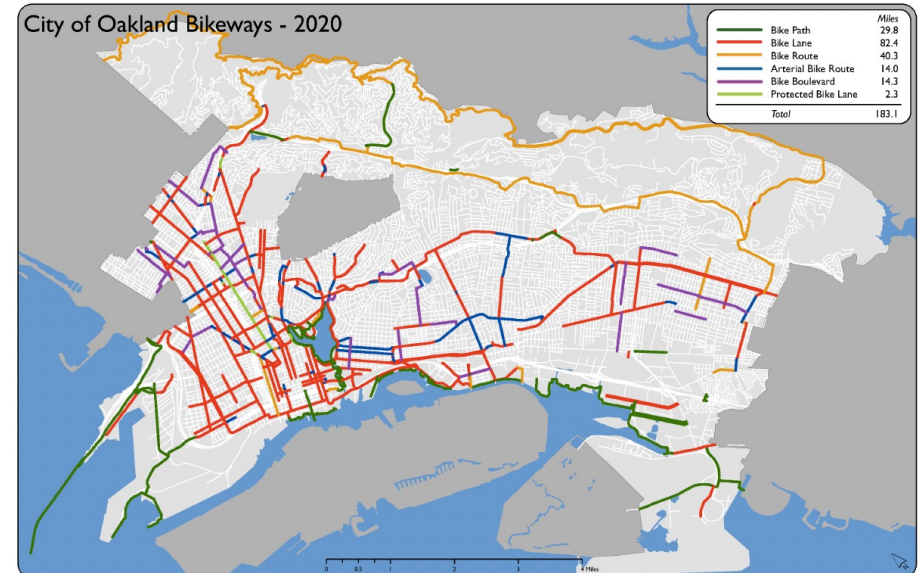 City of Oakland Bikeways - 2020
Miles
Bike Path 29.8
Bike Lane 82.4
Bike Route 40.3
Arterial Bike Route 14.0
Bike Boulevard 14.3
Protected Bike Lane 2.3
Total 183.1
0 0.5 1 2 3 4 Miles